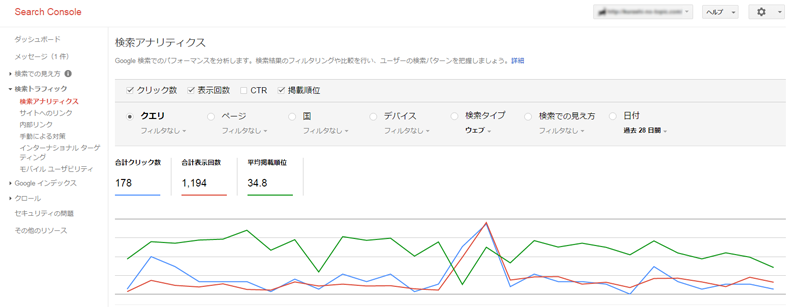 Search Console
ヘルプ
ダッシュボード
メッセージ（1 件）
検索での見え方
検索トラフィック
検索アナリティクス
サイトへのリンク
内部リンク
手動による対策
インターナショナル ターゲ
ティング
モバイル ユーザビリティ
Google インデックス
クロール
セキュリティの問題
その他のリソース
検索アナリティクス
Google 検索でのパフォーマンスを分析します。検索結果のフィルタリングや比較を行い、ユーザーの検索パターンを把握しましょう。詳細
クリック数 表示回数 CTR 掲載順位
クエリ ページ 国 デバイス 検索タイプ 検索での見え方 日付
フィルタなし フィルタなし フィルタなし フィルタなし ウェブ フィルタなし 過去 28 日間
合計クリック数 合計表示回数 平均掲載順位
178 1,194 34.8